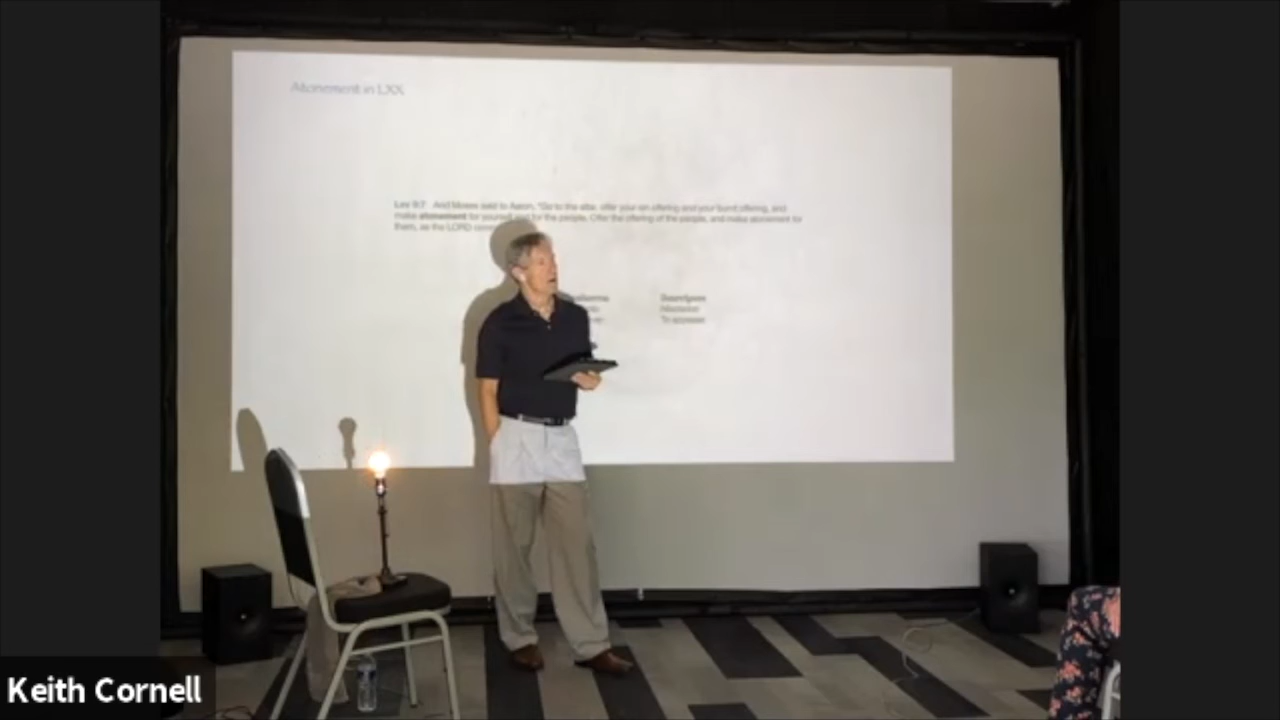 Atonement in LXX
Lev 9:7 And Moses said to Aaron, "Go to the altar, offer your sin offering and your burnt offering, and
make atonement for yourself and for the people. Offer the offering of the people, and make atonement for
them, as the LORD
To appease
Keith Cornell